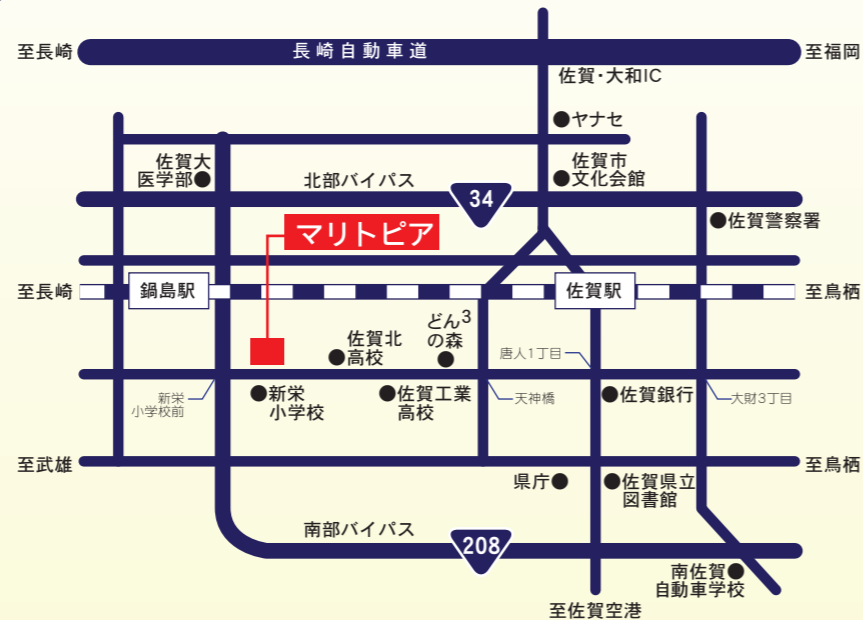 至長崎
長崎自動車道
至福岡
佐賀・大和IC
ヤナセ
佐賀大
医学部
北部バイパス
34
佐賀市
文化会館
マリトピア
佐賀警察署
至長崎
鍋島駅
佐賀駅
至鳥栖
佐賀北
高校
どん3
の森
唐人1丁目
新栄
小学校前
新栄
小学校
佐賀工業
高校
天神橋
佐賀銀行
大財3丁目
至武雄
至鳥栖
県庁
佐賀県立
図書館
南部バイパス
208
南佐賀
自動車学校
至佐賀空港